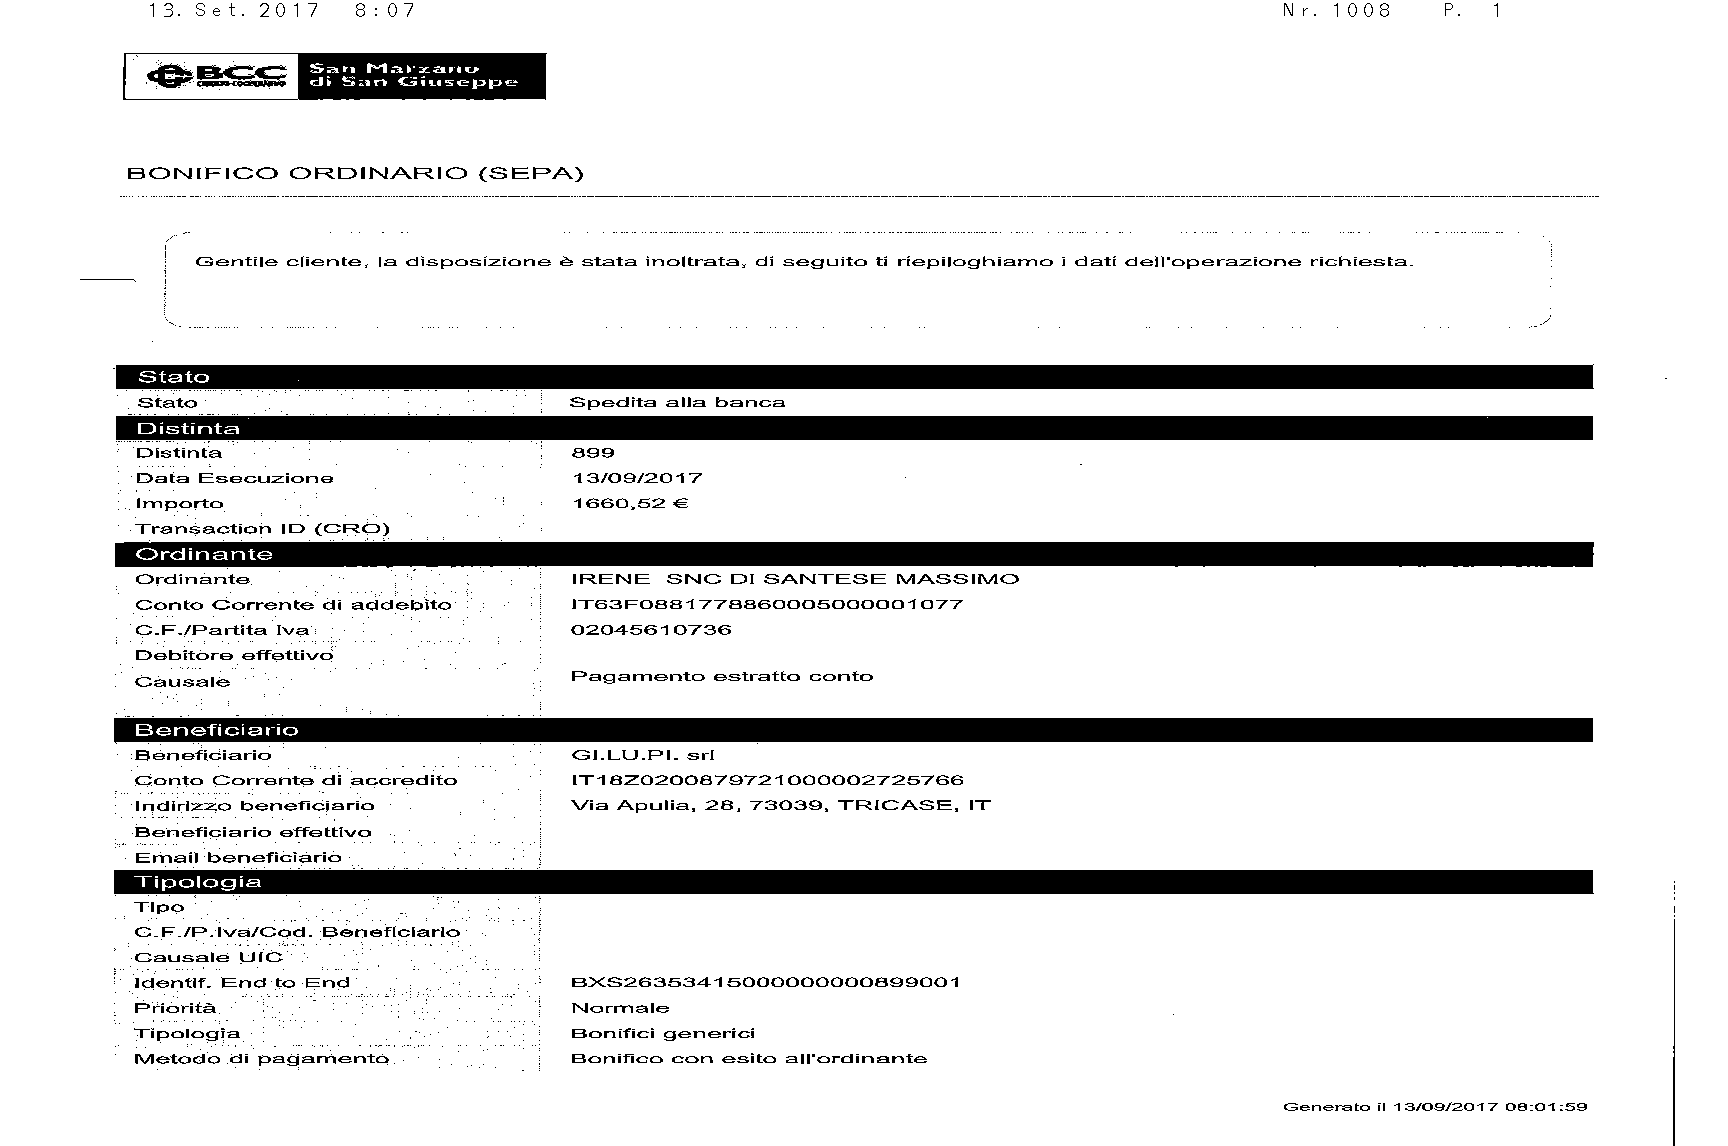 13. Set. 2017 8:07 Nr. 1008 P. 1
BCC San Marzano
CREDITO COOPERATIVO di San Giuseppe
BONIFICO ORDINARIO (SEPA)
Gentile cliente, la disposizione è stata inoltrata, di seguito ti riepiloghiamo i dati dell'operazione richiesta.
Stato
Stato Spedita alla banca
Distinta
Distinta 899
Data Esecuzione 13/09/2017
Importo 1660,52 €
Transaction ID (CRO)
Ordinante
Ordinante IRENE SNC DI SANTESE MASSIMO
Conto Corrente di addebito IT63F0881778860005000001077
C.F./Partita Iva 02045610736
Debitore effettivo
Causale Pagamento estratto conto
Beneficiario
Beneficiario GI.LU.PI. srl
Conto Corrente di accredito IT18Z0200879721000002725766
Indirizzo beneficiario Via Apulia, 28, 73039, TRICASE, IT
Beneficiario effettivo
Email beneficiario
Tipologia
Tipo
C.F./P.Iva/Cod. Beneficiario
Causale UIC
Identif. End to End BXS26353415000000000899001
Priorità Normale
Tipologia Bonifici generici
Metodo di pagamento Bonifico con esito all'ordinante
Generato il 13/09/2017 08:01:59